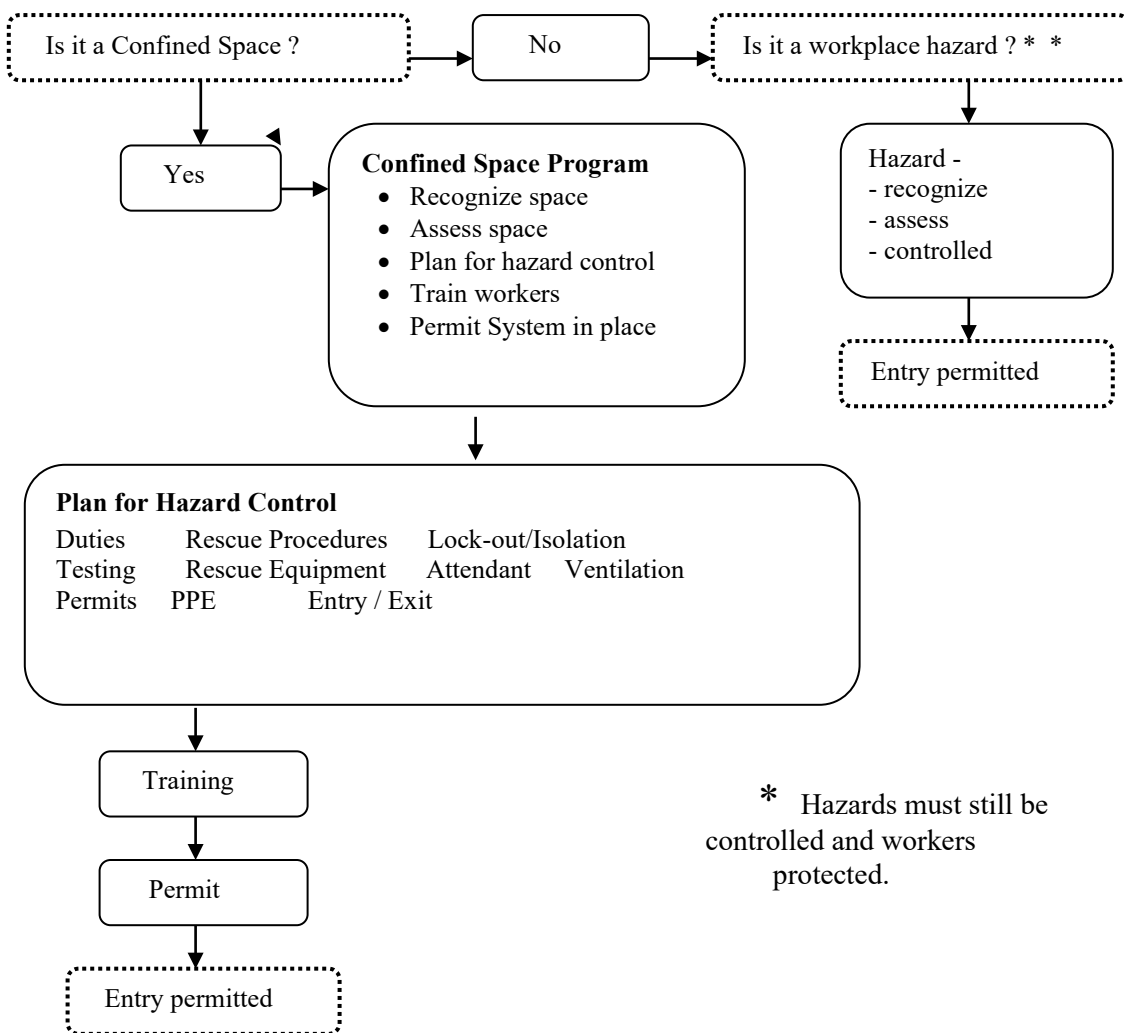 Is it a Confined Space ?
No
Is it a workplace hazard ? * *
Yes
Confined Space Program
• Recognize space
• Assess space
• Plan for hazard control
• Train workers
• Permit System in place
Hazard -
- recognize
- assess
- controlled
Entry permitted
Plan for Hazard Control
Duties Rescue Procedures Lock-out/Isolation
Testing Rescue Equipment Attendant Ventilation
Permits PPE Entry / Exit
Training
Permit
Entry permitted
* Hazards must still be
controlled and workers
protected.